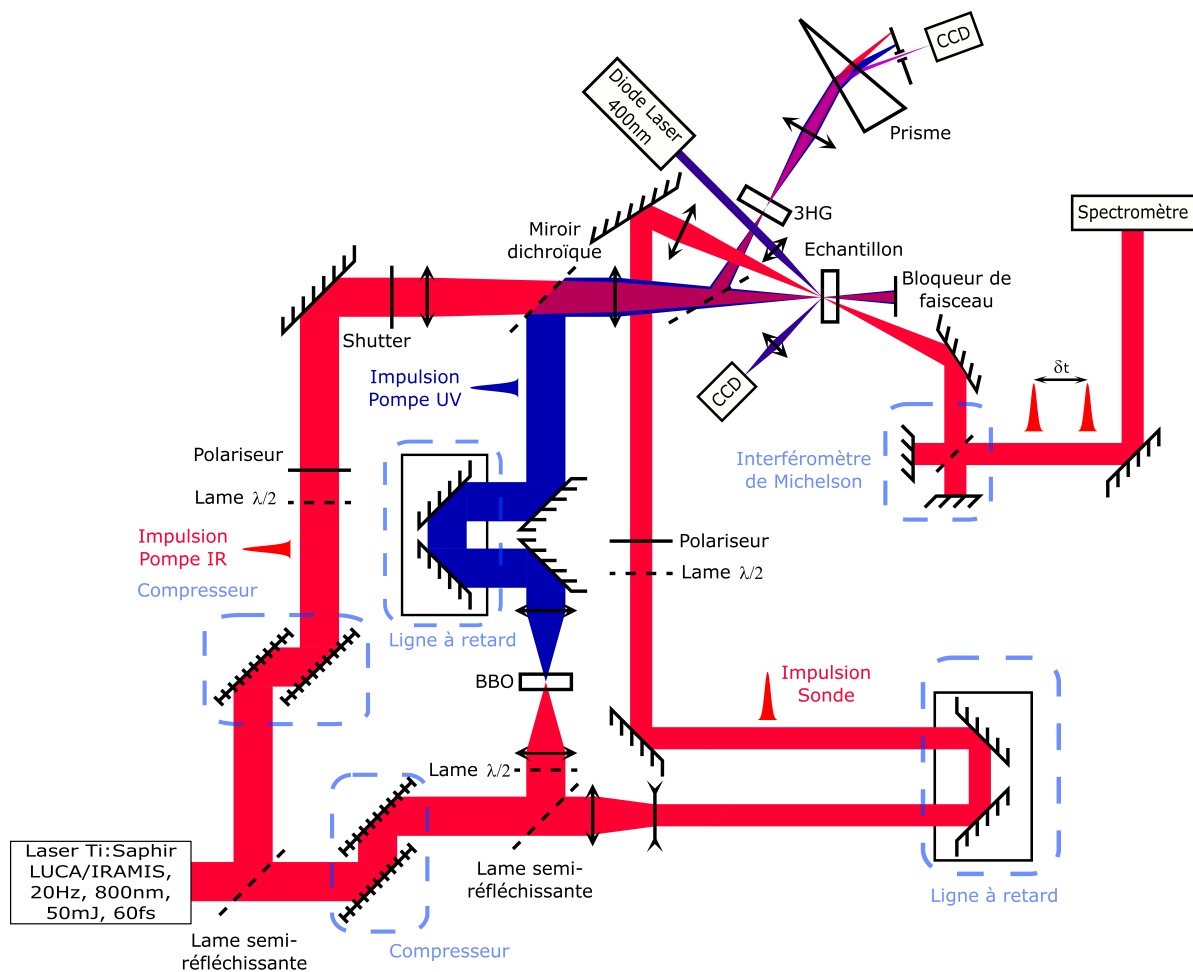 CCD
Diode Laser
400nm
Prisme
3HG
Spectromètre
Miroir
dichroïque
Echantillon
Bloqueur de
faisceau
Shutter
Impulsion
Pompe UV
CCD
δt
Polariseur
Lame λ/2
Interféromètre
de Michelson
Impulsion
Pompe IR
Polariseur
Lame λ/2
Compresseur
Ligne à retard
BBO
Impulsion
Sonde
Lame λ/2
Laser Ti:Saphir
LUCA/IRAMIS,
20Hz, 800nm,
50mJ, 60fs
Lame semi-
réfléchissante
Ligne à retard
Lame semi-
réfléchissante
Compresseur